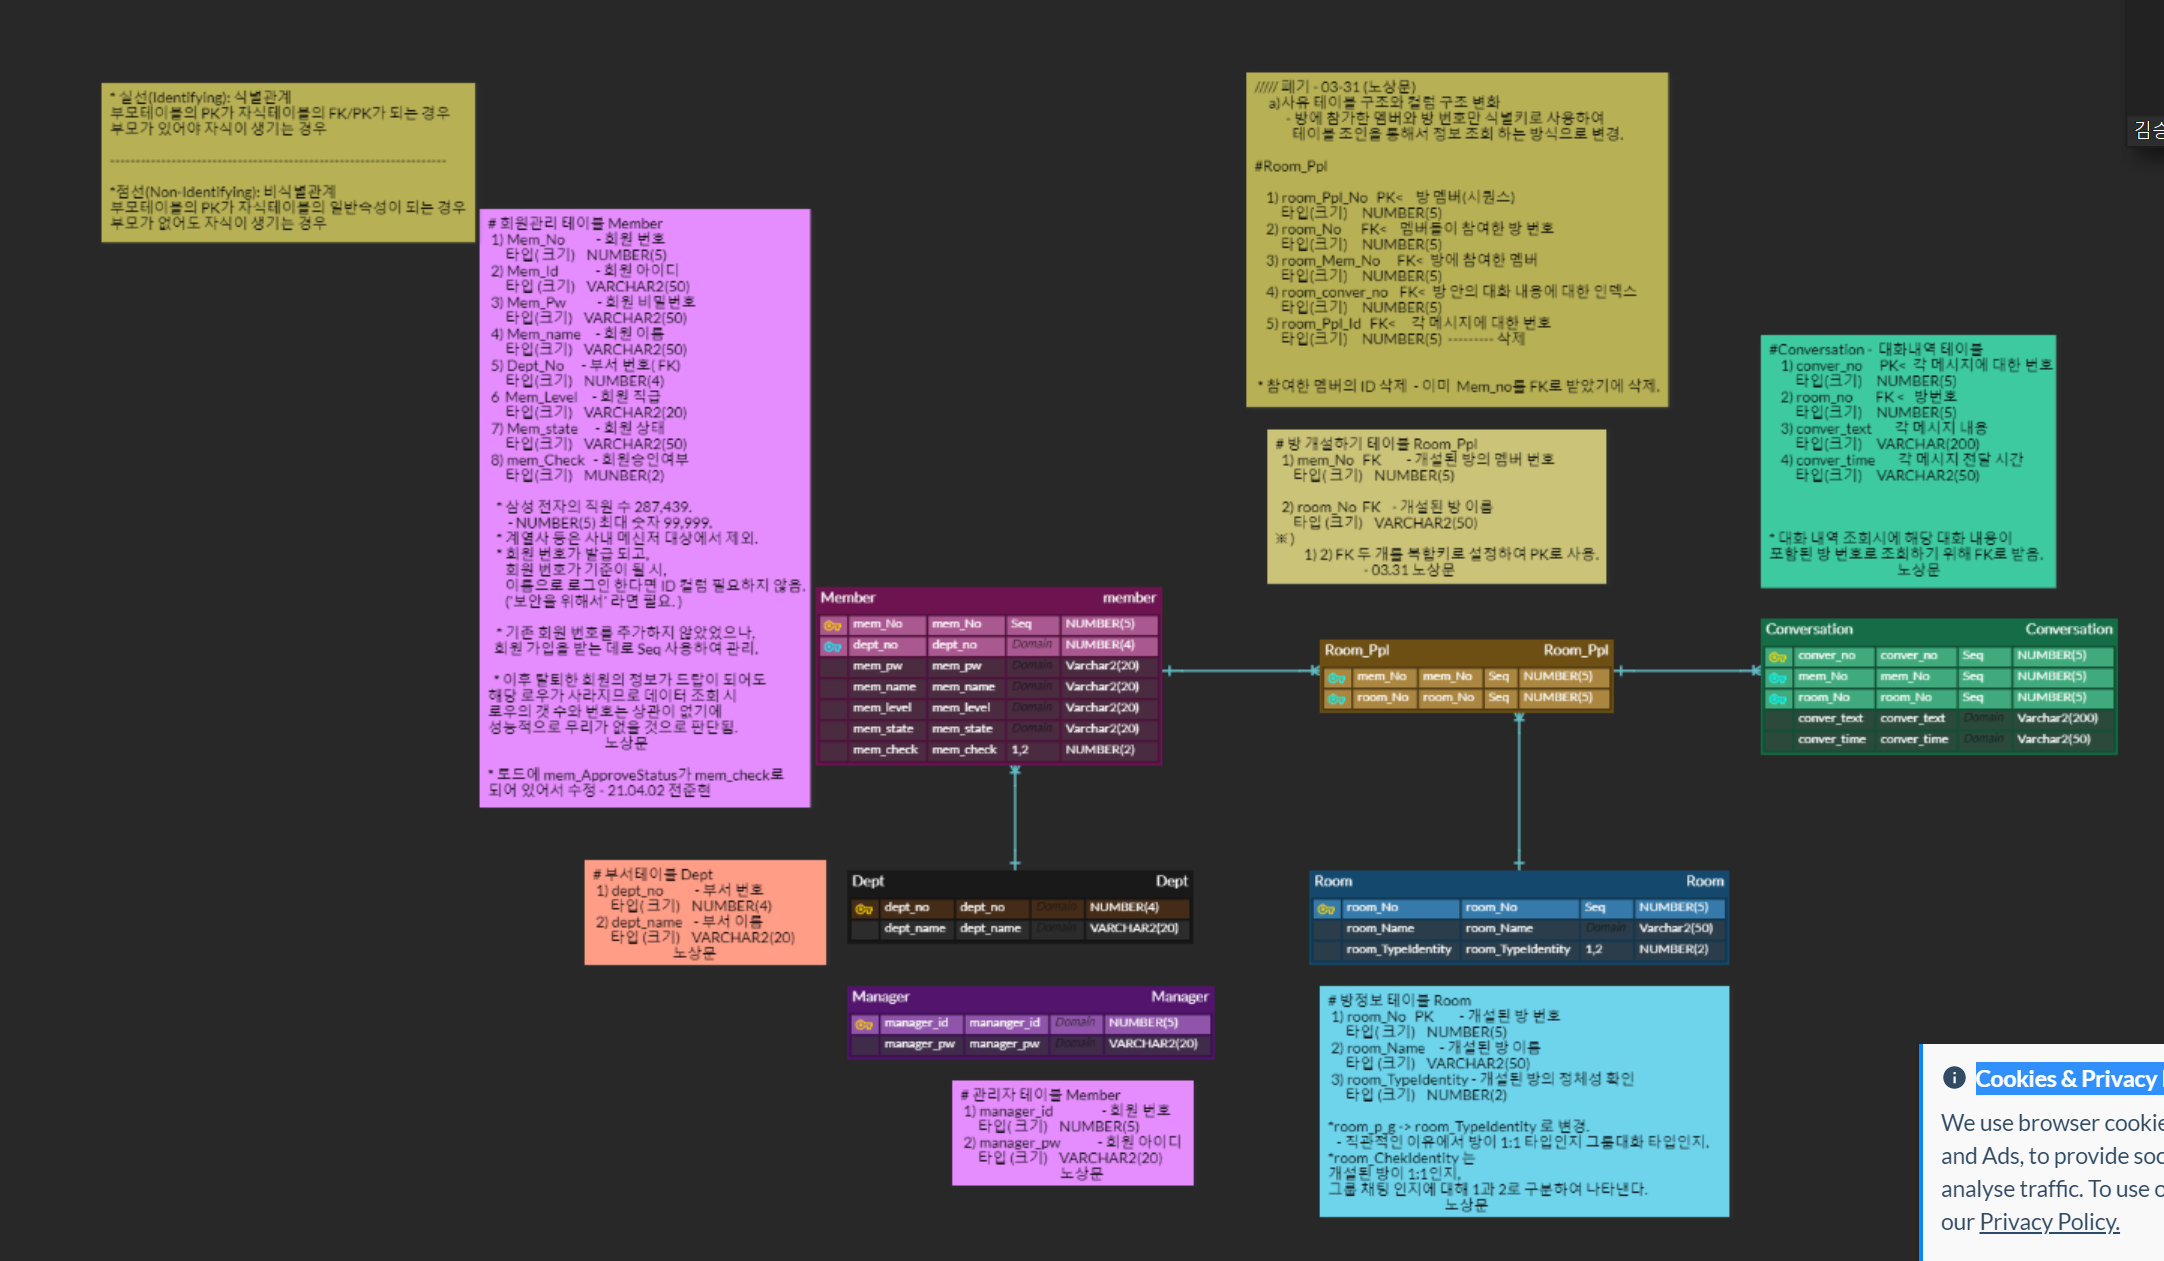 * 실선(Identifying): 식별관계
부모테이블의 PK가 자식테이블의 FK/PK가 되는 경우
부모가 있어야 자식이 생기는 경우
------------------------------------------------------------------
*점선(Non-Identifying): 비식별관계
부모테이블의 PK가 자식테이블의 일반속성이 되는 경우
부모가 없어도 자식이 생기는 경우
# 회원관리 테이블 Member
1) Mem_No - 회원 번호
타입( 크기) NUMBER(5)
2) Mem_Id - 회원 아이디
타입 (크기) VARCHAR2(50)
3) Mem_Pw - 회원 비밀번호
타입(크기) VARCHAR2(50)
4) Mem_name - 회원 이름
타입(크기) VARCHAR2(50)
5) Dept_No - 부서 번호( FK)
타입(크기) NUMBER(4)
6 Mem_Level - 회원 직급
타입(크기) VARCHAR2(20)
7) Mem_state - 회원 상태
타입(크기) VARCHAR2(50)
8) mem_Check - 회원승인여부
타입(크기) MUNBER(2)
* 삼성 전자의 직원 수 287,439.
- NUMBER(5) 최대 숫자 99,999.
* 계열사 등은 사내 메신저 대상에서 제외.
* 회원 번호가 발급 되고,
회원 번호가 기준이 될 시,
이름으로 로그인 한다면 ID 컬럼 필요하지 않음.
("보안을 위해서" 라면 필요. )
* 기존 회원 번호를 추가하지 않았었으나,
회원 가입을 받는 데로 Seq 사용하여 관리.
* 이후 탈퇴한 회원의 정보가 드랍이 되어도
해당 로우가 사라지므로 데이터 조회 시
로우의 갯 수와 번호는 상관이 없기에
성능적으로 무리가 없을 것으로 판단됨.
노상문
* 토드에 mem_ApproveStatus가 mem_check로
되어 있어서 수정 - 21.04.02 전준현
///// 폐기 - 03-31 (노상문)
a)사유 테이블 구조와 컬럼 구조 변화
- 방에 참가한 멤버와 방 번호만 식별키로 사용하여
테이블 조인을 통해서 정보 조회 하는 방식으로 변경.
#Room_Ppl
1) room_Ppl_No PK< 방 멤버(시퀀스)
타입(크기) NUMBER(5)
2) room_No FK< 멤버들이 참여한 방 번호
타입(크기) NUMBER(5)
3) room_Mem_No FK< 방에 참여한 멤버
타입(크기) NUMBER(5)
4) room_conver_no FK< 방 안의 대화 내용에 대한 인덱스
타입(크기) NUMBER(5)
5) room_Ppl_Id FK< 각 메시지에 대한 번호
타입(크기) NUMBER(5) --------- 삭제
* 참여한 멤버의 ID 삭제 - 이미 Mem_no를 FK로 받았기에 삭제.
# 방 개설하기 테이블 Room_Ppl
1) mem_No FK - 개설된 방의 멤버 번호
타입( 크기) NUMBER(5)
2) room_No FK - 개설된 방 이름
타입 (크기) VARCHAR2(50)
※ )
1) 2) FK 두 개를 복합키로 설정하여 PK로 사용.
- 03.31 노상문
#Conversation - 대화내역 테이블
1) conver_no PK< 각 메시지에 대한 번호
타입(크기) NUMBER(5)
2) room_no FK < 방번호
타입(크기) NUMBER(5)
3) conver_text 각 메시지 내용
타입(크기) VARCHAR(200)
4) conver_time 각 메시지 전달 시간
타입(크기) VARCHAR2(50)
* 대화 내역 조회시에 해당 대화 내용이
포함된 방 번호로 조회하기 위해 FK로 받음.
노상문
Member member
mem_No mem_No Seq NUMBER(5)
dept_no dept_no Domain NUMBER(4)
mem_pw mem_pw Domain Varchar2(20)
mem_name mem_name Domain Varchar2(20)
mem_level mem_level Domain Varchar2(20)
mem_state mem_state Domain Varchar2(20)
mem_check mem_check 1,2 NUMBER(2)
Room_Ppl Room_Ppl
mem_No mem_No Seq NUMBER(5)
room_No room_No Seq NUMBER(5)
Conversation Conversation
conver_no conver_no Seq NUMBER(5)
mem_No mem_No Seq NUMBER(5)
room_No room_No Seq NUMBER(5)
conver_text conver_text Domain Varchar2(200)
conver_time conver_time Domain Varchar2(50)
# 부서테이블 Dept
1) dept_no - 부서 번호
타입( 크기) NUMBER(4)
2) dept_name - 부서 이름
타입 (크기) VARCHAR2(20)
노상문
Dept Dept
dept_no dept_no Domain NUMBER(4)
dept_name dept_name Domain VARCHAR2(20)
Room Room
room_No room_No Seq NUMBER(5)
room_Name room_Name Domain Varchar2(50)
room_TypeIdentity room_TypeIdentity 1,2 NUMBER(2)
Manager Manager
manager_id mananger_id Domain NUMBER(5)
manager_pw manager_pw Domain VARCHAR2(20)
# 관리자 테이블 Member
1) manager_id - 회원 번호
타입( 크기) NUMBER(5)
2) manager_pw - 회원 아이디
타입 (크기) VARCHAR2(20)
노상문
# 방정보 테이블 Room
1) room_No PK - 개설된 방 번호
타입( 크기) NUMBER(5)
2) room_Name - 개설된 방 이름
타입 (크기) VARCHAR2(50)
3) room_TypeIdentity - 개설된 방의 정체성 확인
타입 (크기) NUMBER(2)
*room_p_g -> room_TypeIdentity 로 변경.
- 직관적인 이유에서 방이 1:1 타입인지 그룹대화 타입인지.
*room_ChekIdentity 는
개설된 방이 1:1인지,
그룹 채팅 인지에 대해 1과 2로 구분하여 나타낸다.
노상문
김승
Cookies & Privacy
We use browser cookie
and Ads, to provide soc
analyse traffic. To use o
our Privacy Policy.